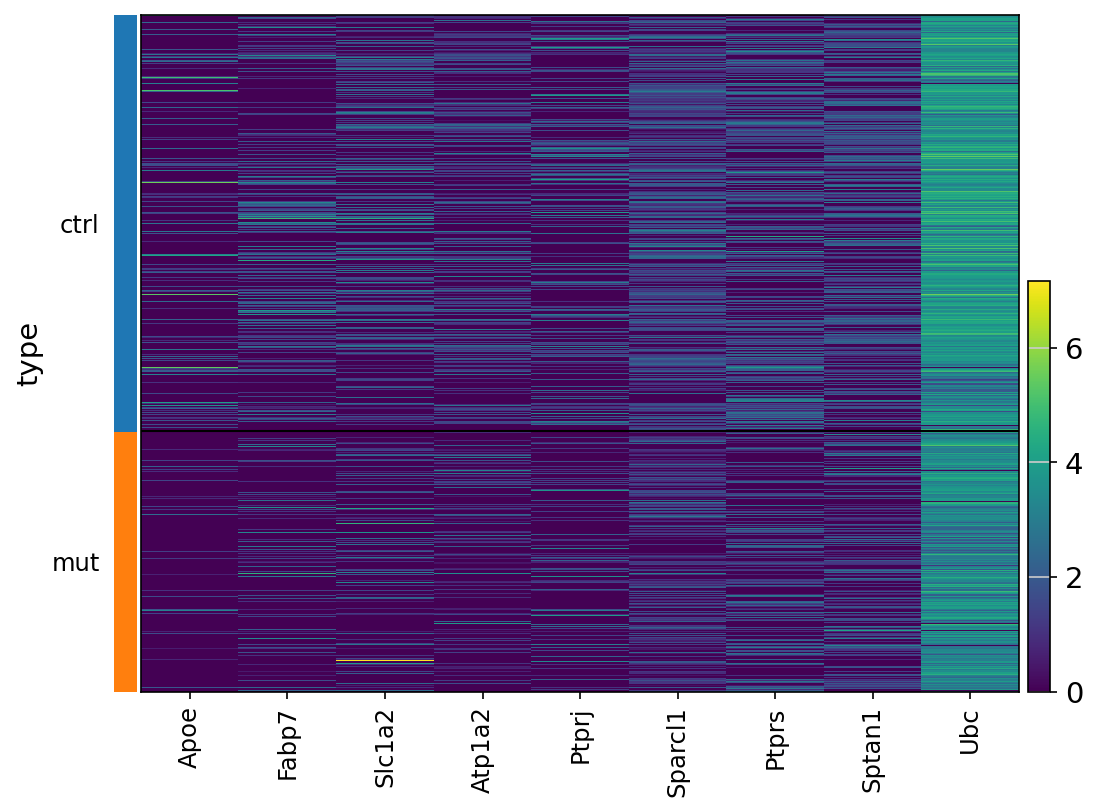 ctrl
type
mut
6
4
2
0
Apoe
Fabp7
Slc1a2
Atp1a2
Ptprj
Sparcl1
Ptprs
Sptan1
Ubc